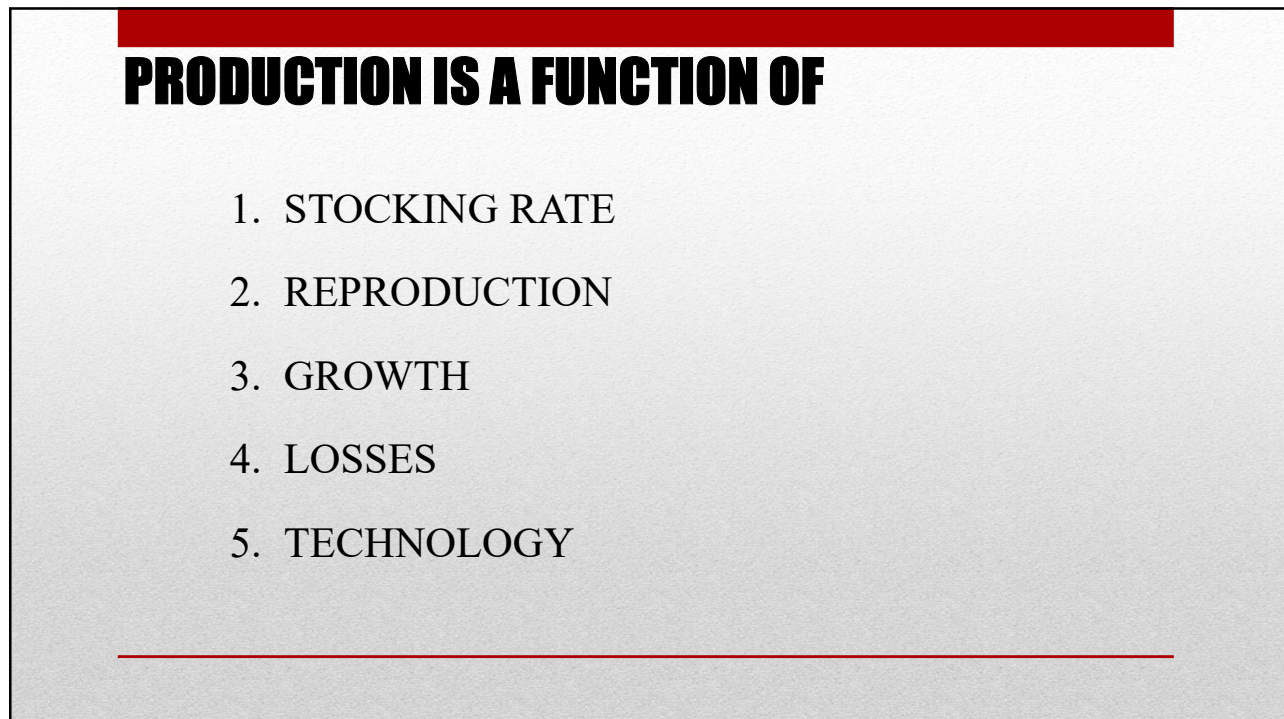 PRODUCTION IS A FUNCTION OF
1. STOCKING RATE
2. REPRODUCTION
3. GROWTH
4. LOSSES
5. TECHNOLOGY